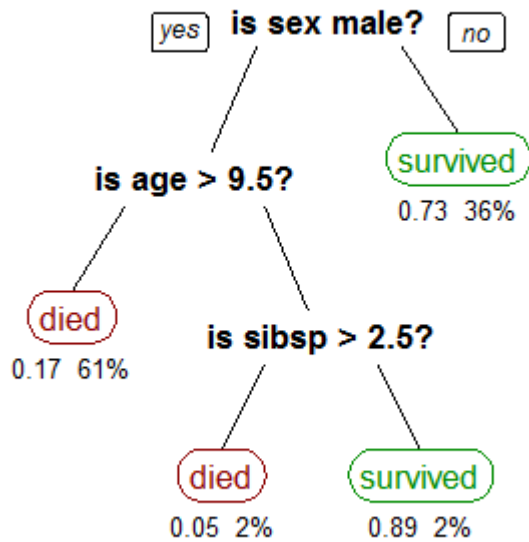 yes is sex male? no
survived
is age > 9.5?
0.73 36%
died
is sibsp > 2.5?
0.17 61%
died survived
0.05 2% 0.89 2%